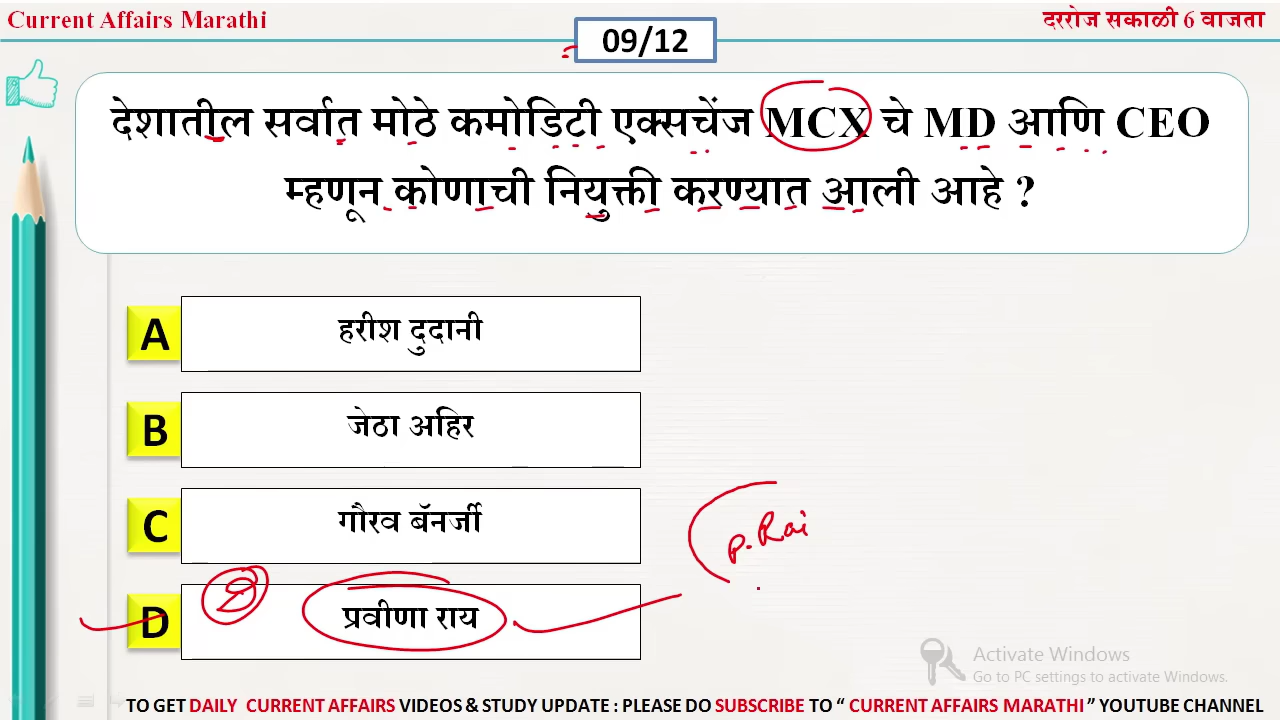 Current Affairs Marathi
दररोज सकाळी 6 वाजता
09/12
देशातील सर्वात मोठे कमोडिटी एक्सचेंज MCX चे MD आणि CEO
म्हणून कोणाची नियुक्ती करण्यात आली आहे ?
A हरीश दुदानी
B जेठा अहिर
C गौरव बॅनर्जी
P. Rai
D प्रवीणा राय
Activate Windows
Go to PC settings to activate Windows.
TO GET DAILY CURRENT AFFAIRS VIDEOS & STUDY UPDATE : PLEASE DO SUBSCRIBE TO “ CURRENT AFFAIRS MARATHI ” YOUTUBE CHANNEL